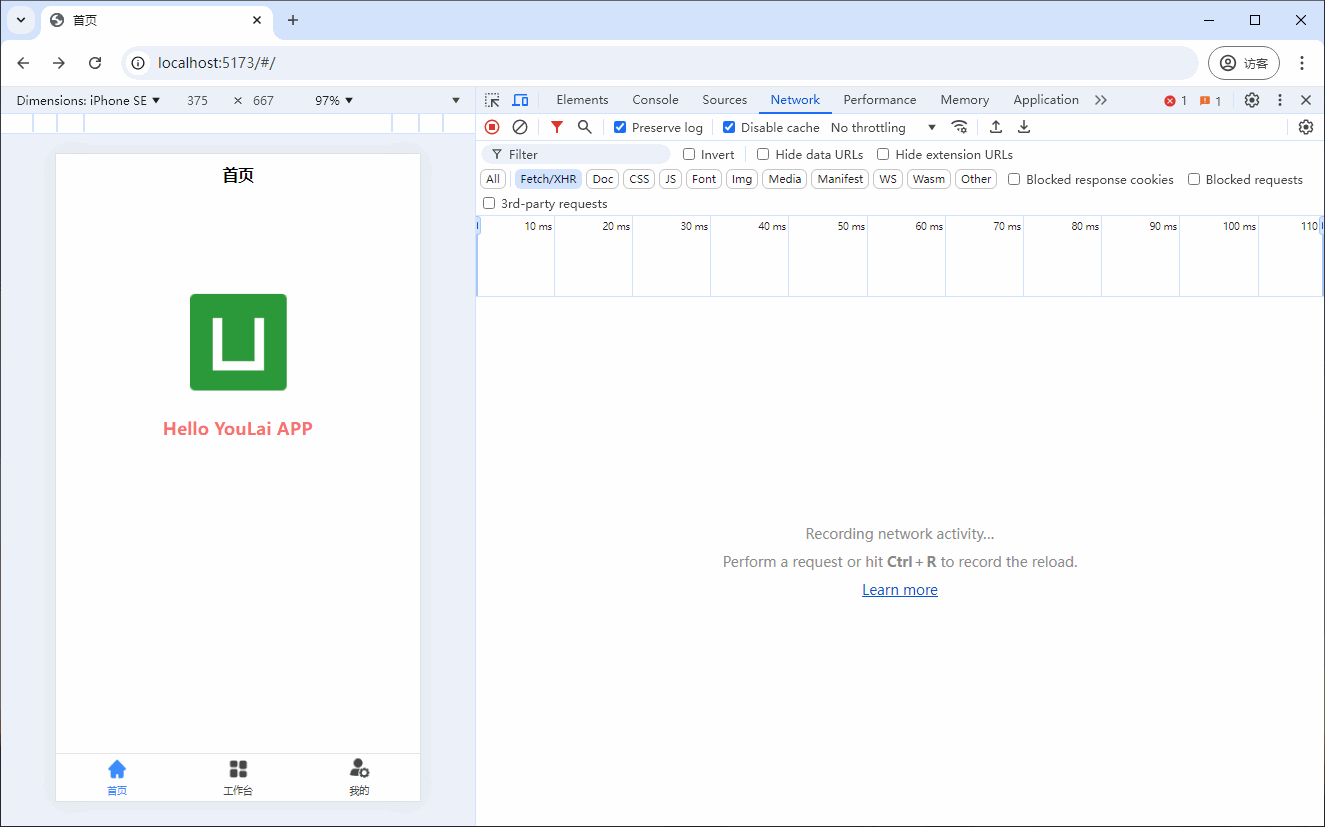 首页
localhost:5173/#/
访客
Dimensions: iPhone SE 375 × 667 97%
Elements Console Sources Network Performance Memory Application 1 1
Preserve log Disable cache No throttling
Filter Invert Hide data URLs Hide extension URLs
All Fetch/XHR Doc CSS JS Font Img Media Manifest WS Wasm Other Blocked response cookies Blocked requests
3rd-party requests
10 ms 20 ms 30 ms 40 ms 50 ms 60 ms 70 ms 80 ms 90 ms 100 ms 110
首页
Hello YouLai APP
Recording network activity...
Perform a request or hit Ctrl + R to record the reload.
Learn more
首页 工作台 我的